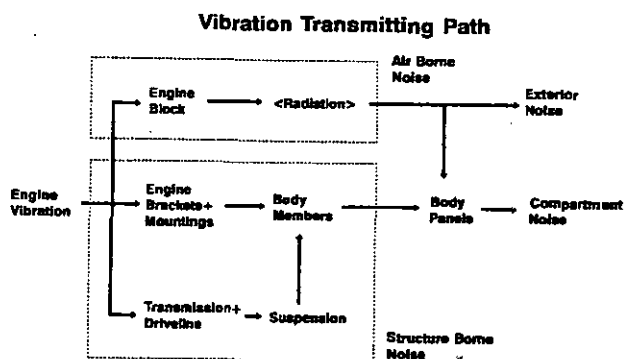 Vibration Transmitting Path
Air Borne
Noise
Engine
Block
<Radiation>
Exterior
Noise
Engine
Vibration
Engine
Brackets+
Mountings
Body
Members
Body
Panels
Compartment
Noise
Transmission+
Driveline
Suspension
Structure Borne
Noise